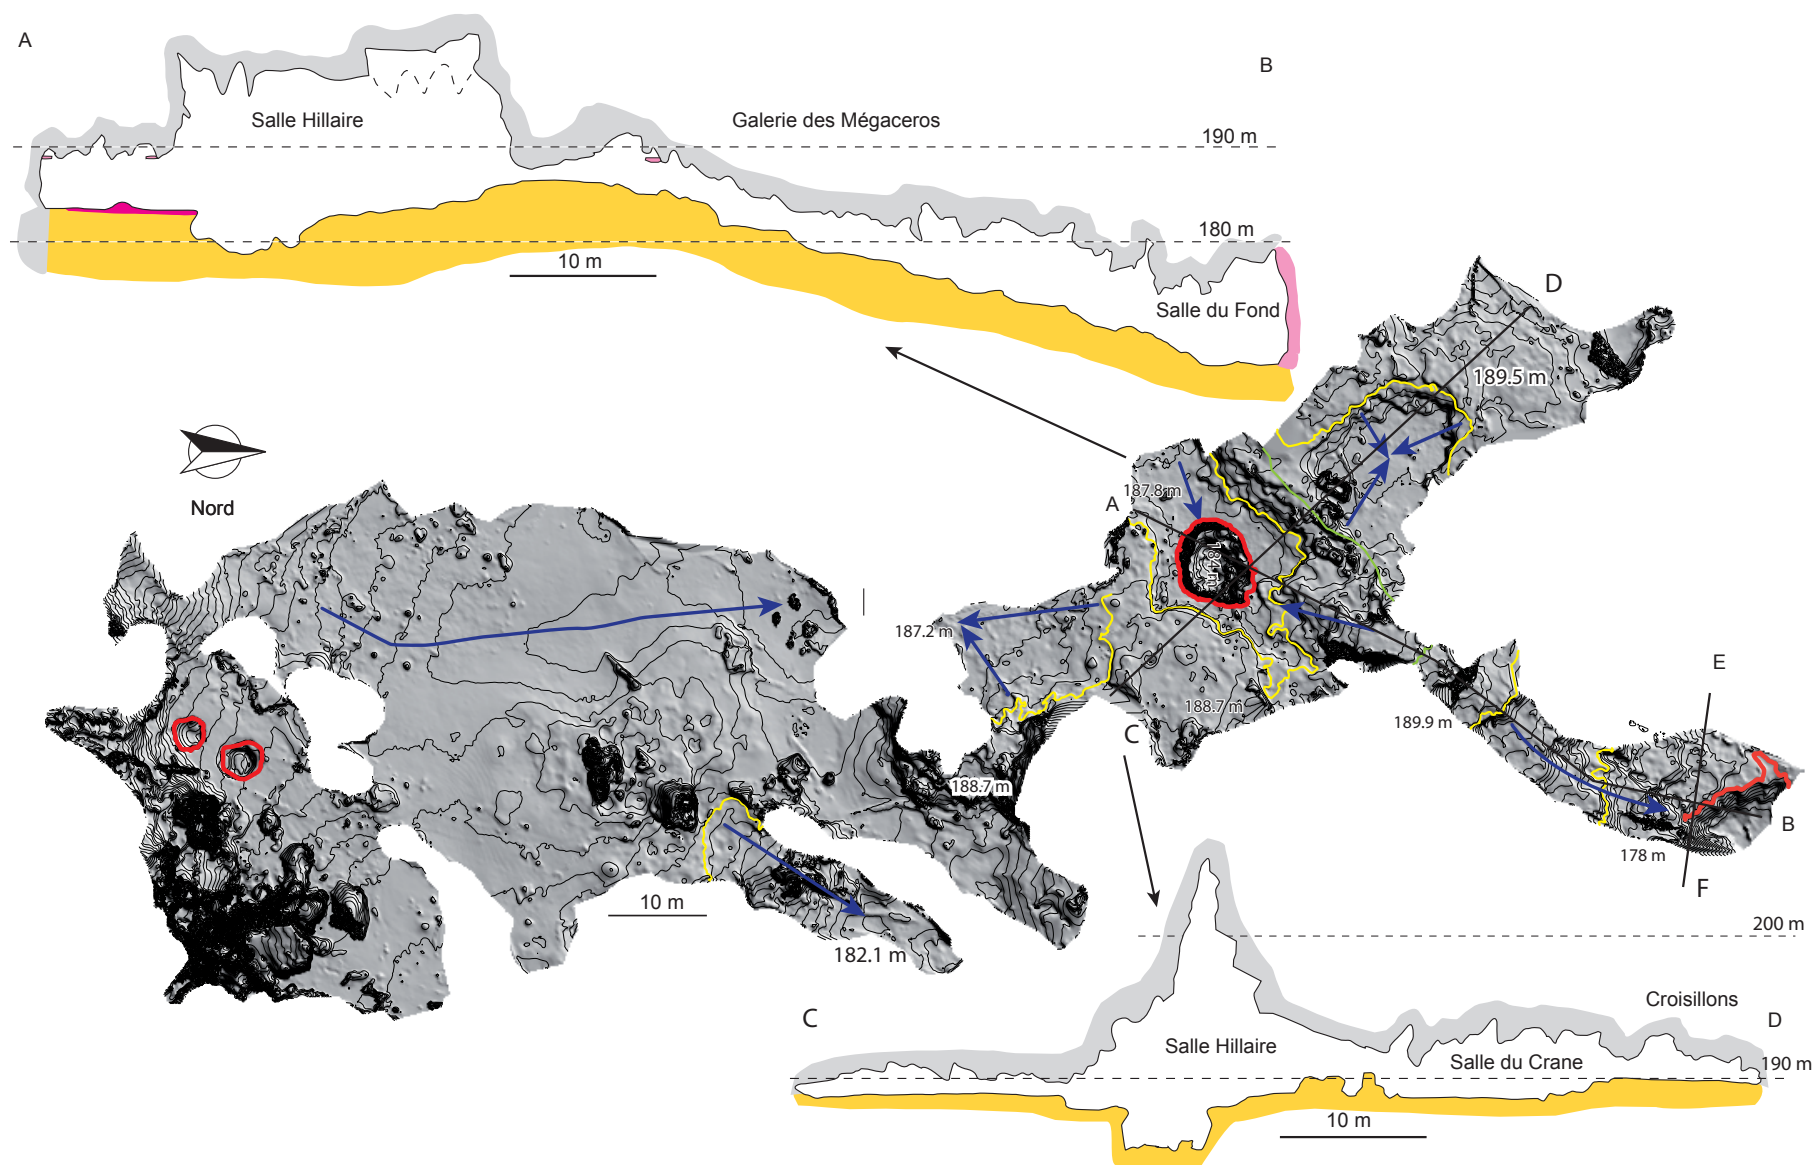 A
B
Salle Hillaire
Galerie des Mégaceros
190 m
180 m
10 m
Salle du Fond
D
189.5 m
Nord
187.8 m
A
184 m
187.2 m
C
188.7 m
189.9 m
E
188.7 m
B
178 m
F
10 m
182.1 m
200 m
Croisillons
C
D
Salle Hillaire
Salle du Crane
190 m
10 m